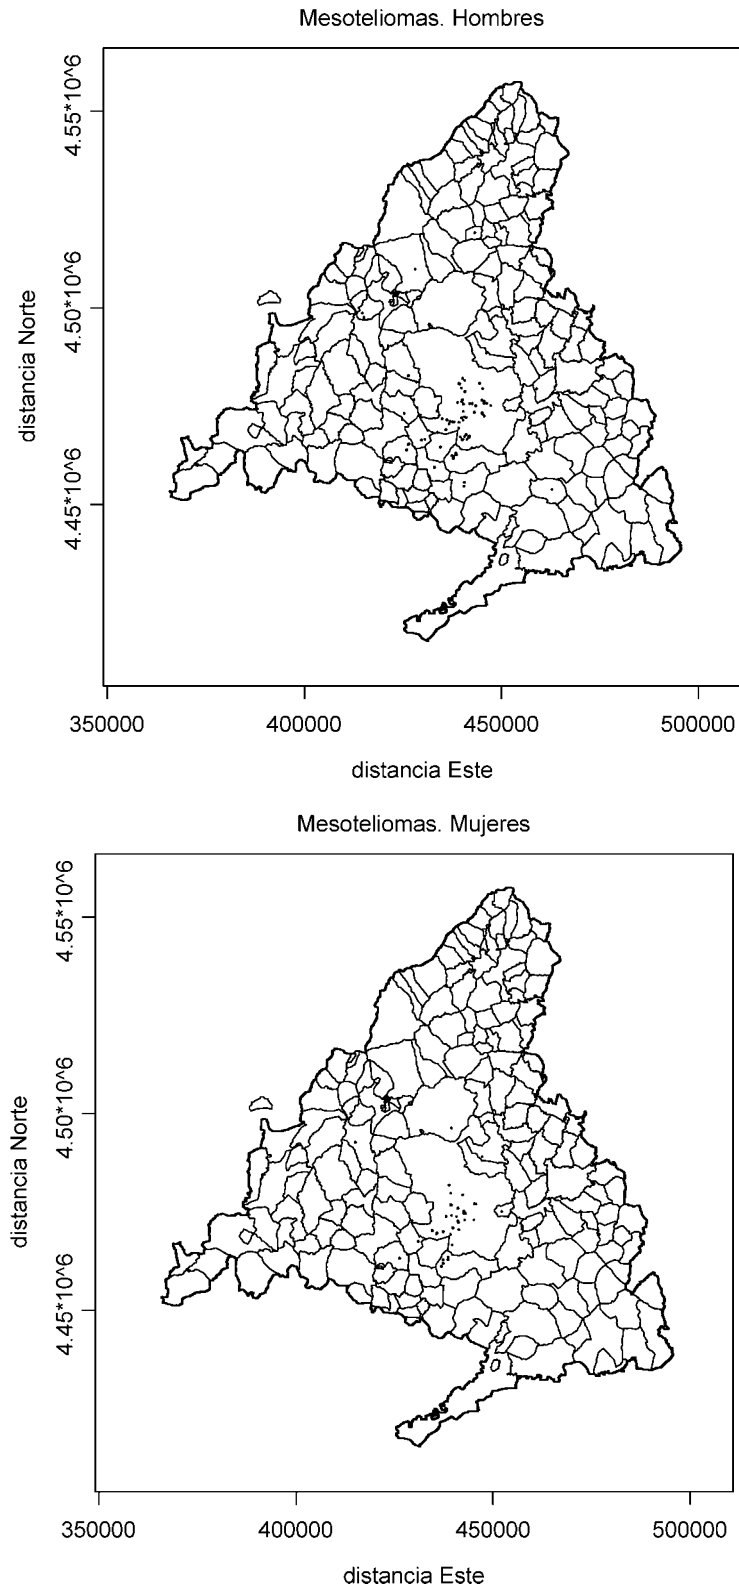 Mesoteliomas. Hombres
4.55*10^6
4.50*10^6
4.45*10^6
distancia Norte
350000 400000 450000 500000
distancia Este
Mesoteliomas. Mujeres
4.55*10^6
4.50*10^6
4.45*10^6
distancia Norte
350000 400000 450000 500000
distancia Este